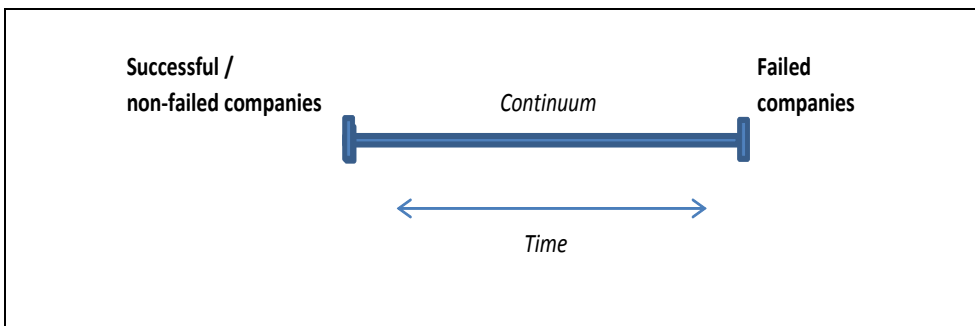 Successful /
non-failed companies
Continuum
Failed
companies
Time